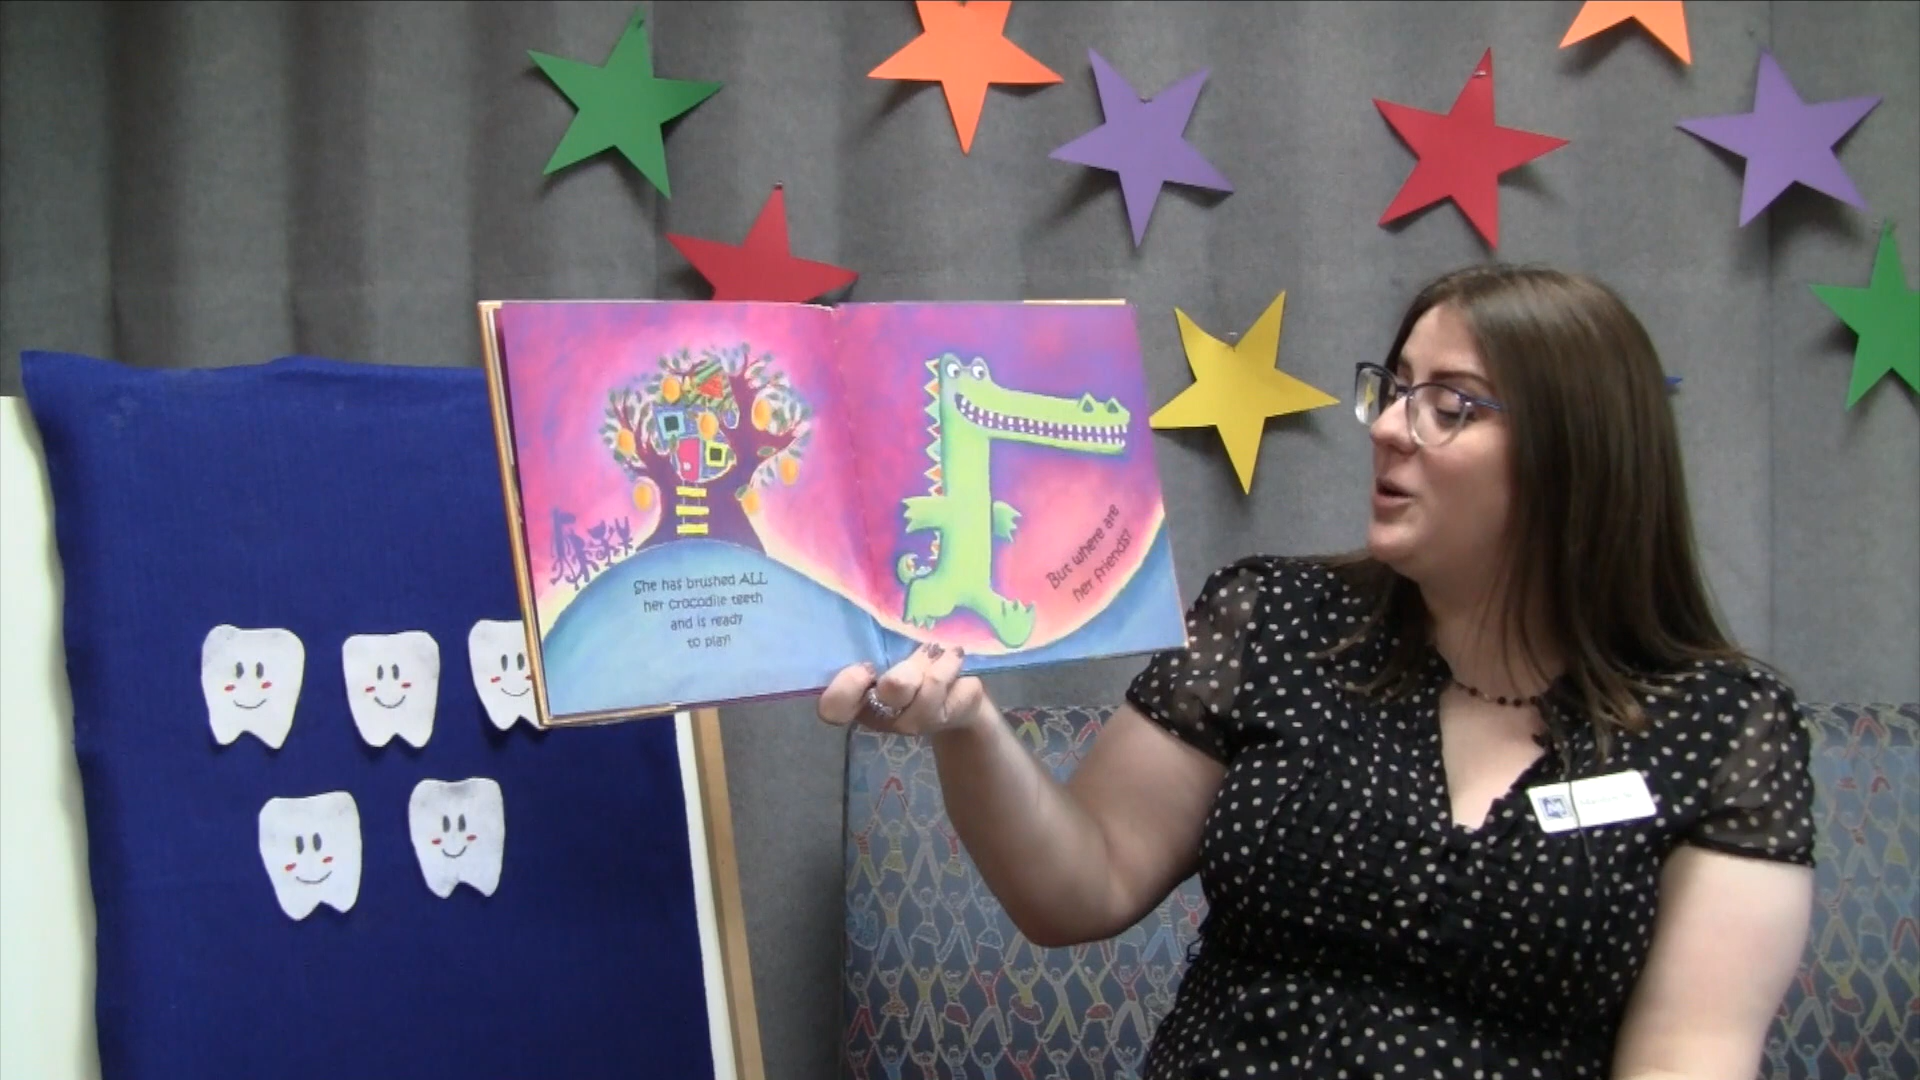 She has brushed ALL
her crocodile teeth
and is ready
to play!
But where are
her friends?